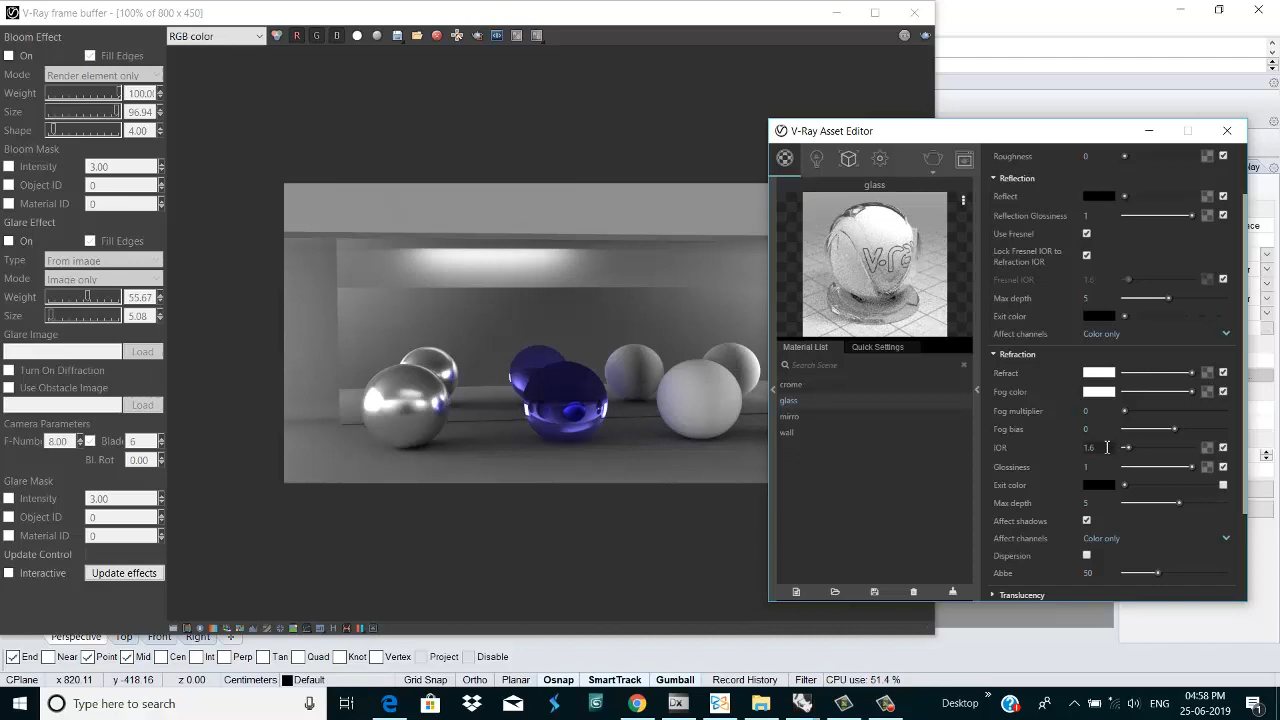 V-Ray frame buffer - [100% of 800 x 450]
Bloom Effect
On Fill Edges
Mode Render element only
Weight 100.00
Size 96.94
Shape 4.00
Bloom Mask
Intensity 3.00
Object ID 0
Material ID 0
Glare Effect
On Fill Edges
Type From image
Mode Image only
Weight 55.67
Size 5.08
Glare Image
Load
Turn On Diffraction
Use Obstacle Image
Load
Camera Parameters
F-Numb 8.00 Blade 6
Bl. Rot 0.00
Glare Mask
Intensity 3.00
Object ID 0
Material ID 0
Update Control
Interactive Update effects
RGB color
R G
V-Ray Asset Editor
glass
Material List Quick Settings
Search Scene
crome
glass
mirro
wall
Roughness 0
Reflection
Reflect
Reflection Glossiness 1
Use Fresnel
Lock Fresnel IOR to
Refraction IOR
Fresnel IOR 1.6
Max depth 5
Exit color
Affect channels Color only
Refraction
Refract
Fog color
Fog multiplier 0
Fog bias 0
IOR 1.6
Glossiness 1
Exit color
Max depth 5
Affect shadows
Affect channels Color only
Dispersion
Abbe 50
Translucency
Perspective Top Front Right
End Near Point Mid Cen Int Perp Tan Quad Knot Vertex Project Disable
CPlane x 820.11 y -418.16 z 0.00 Centimeters Default Grid Snap Ortho Planar Osnap SmartTrack Gumball Record History Filter CPU use: 51.4 %
Type here to search
Desktop » ENG 04:58 PM
25-06-2019